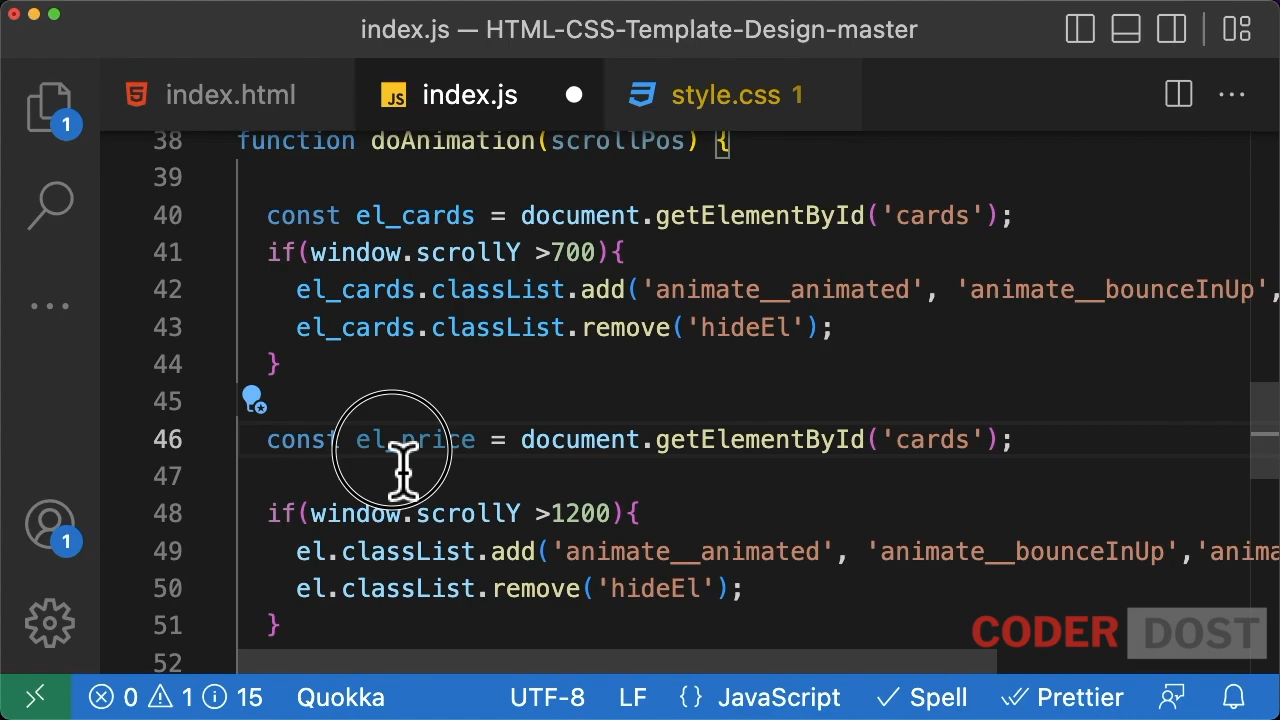 index.js — HTML-CSS-Template-Design-master
index.html
JS index.js
style.css 1
1
38 function doAnimation(scrollPos) {
39
40 const el_cards = document.getElementById('cards');
41 if(window.scrollY >700){
42 el_cards.classList.add('animate__animated', 'animate__bounceInUp',
43 el_cards.classList.remove('hideEl');
44 }
45
46 const el_price = document.getElementById('cards');
47
48 if(window.scrollY >1200){
49 el.classList.add('animate__animated', 'animate__bounceInUp','anima
50 el.classList.remove('hideEl');
51 }
52
1
CODER DOST
0 1 15 Quokka UTF-8 LF {} JavaScript Spell Prettier